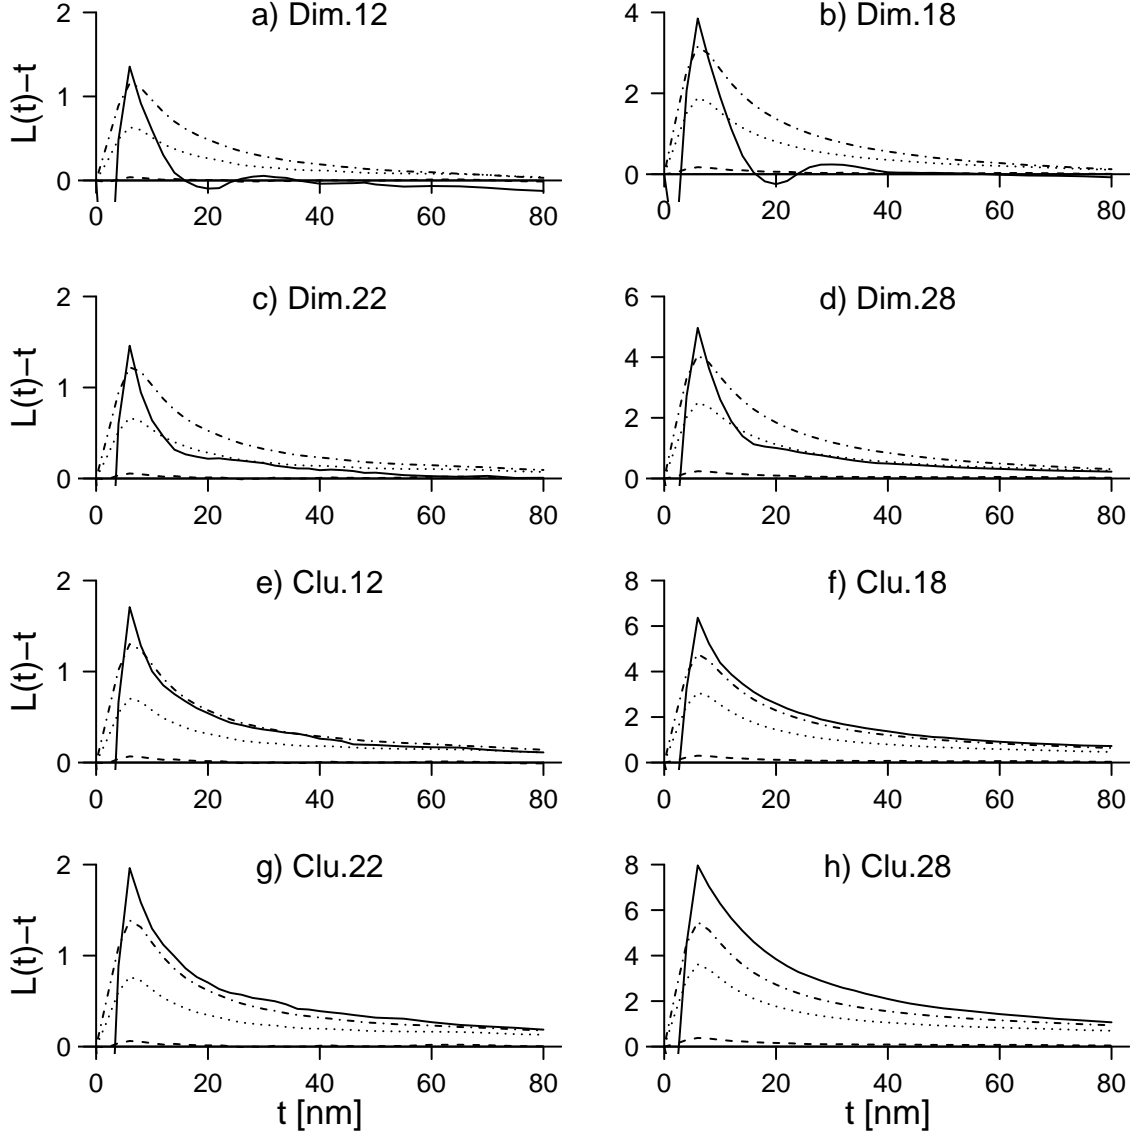 a) Dim.12
L(t)−t
2
1
0
0 20 40 60 80
b) Dim.18
4
2
0
0 20 40 60 80
c) Dim.22
L(t)−t
2
1
0
0 20 40 60 80
d) Dim.28
6
4
2
0
0 20 40 60 80
e) Clu.12
L(t)−t
2
1
0
0 20 40 60 80
f) Clu.18
8
6
4
2
0
0 20 40 60 80
g) Clu.22
L(t)−t
2
1
0
0 20 40 60 80
t [nm]
h) Clu.28
8
6
4
2
0
0 20 40 60 80
t [nm]